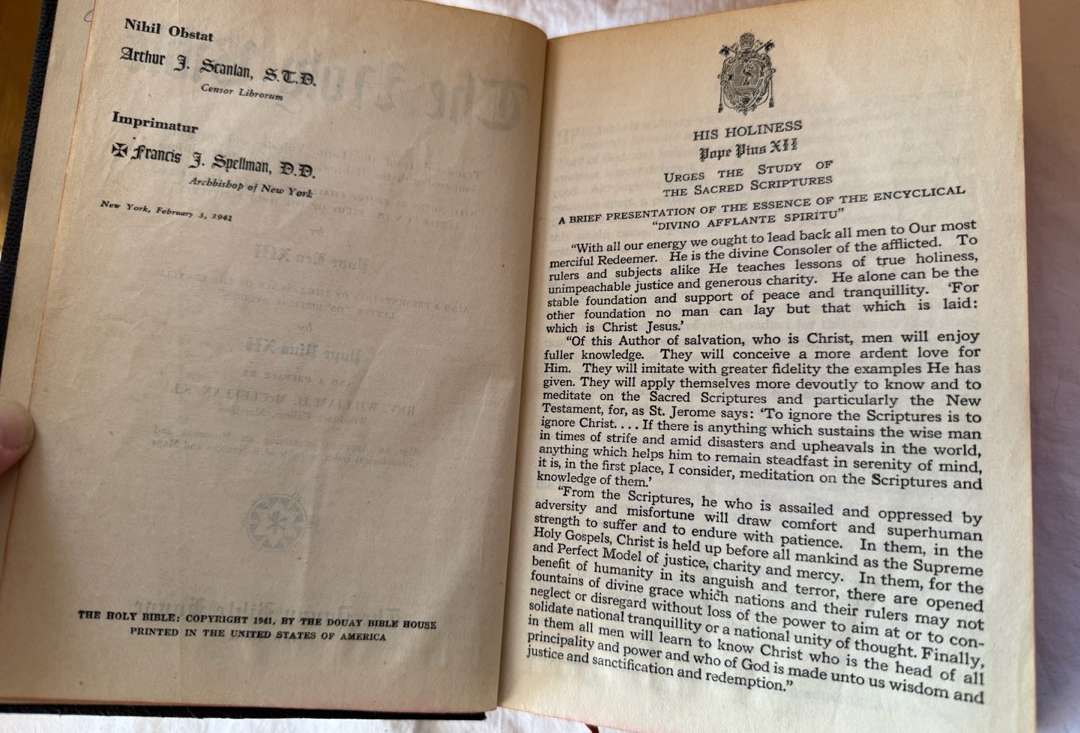 Nihil Obstat
Arthur J. Scanlan, S.T.D.
Censor Librorum
Imprimatur
✠ Francis J. Spellman, D.D.
Archbishop of New York
New York, February 3, 1941
THE HOLY BIBLE: COPYRIGHT 1941, BY THE DOUAY BIBLE HOUSE
PRINTED IN THE UNITED STATES OF AMERICA
HIS HOLINESS
Pope Pius XII
URGES THE STUDY OF
THE SACRED SCRIPTURES
A BRIEF PRESENTATION OF THE ESSENCE OF THE ENCYCLICAL
"DIVINO AFFLANTE SPIRITU"
"With all our energy we ought to lead back all men to Our most
merciful Redeemer. He is the divine Consoler of the afflicted. To
rulers and subjects alike He teaches lessons of true holiness,
unimpeachable justice and generous charity. He alone can be the
stable foundation and support of peace and tranquillity. 'For
other foundation no man can lay but that which is laid:
which is Christ Jesus.'
"Of this Author of salvation, who is Christ, men will enjoy
fuller knowledge. They will conceive a more ardent love for
Him. They will imitate with greater fidelity the examples He has
given. They will apply themselves more devoutly to know and to
meditate on the Sacred Scriptures and particularly the New
Testament, for, as St. Jerome says: 'To ignore the Scriptures is to
ignore Christ. . . . If there is anything which sustains the wise man
in times of strife and amid disasters and upheavals in the world,
anything which helps him to remain steadfast in serenity of mind,
it is, in the first place, I consider, meditation on the Scriptures and
knowledge of them.'
"From the Scriptures, he who is assailed and oppressed by
adversity and misfortune will draw comfort and superhuman
strength to suffer and to endure with patience. In them, in the
Holy Gospels, Christ is held up before all mankind as the Supreme
and Perfect Model of justice, charity and mercy. In them, for the
benefit of humanity in its anguish and terror, there are opened
fountains of divine grace which nations and their rulers may not
neglect or disregard without loss of the power to aim at or to con-
solidate national tranquillity or a national unity of thought. Finally,
in them all men will learn to know Christ who is the head of all
principality and power and who of God is made unto us wisdom and
justice and sanctification and redemption."